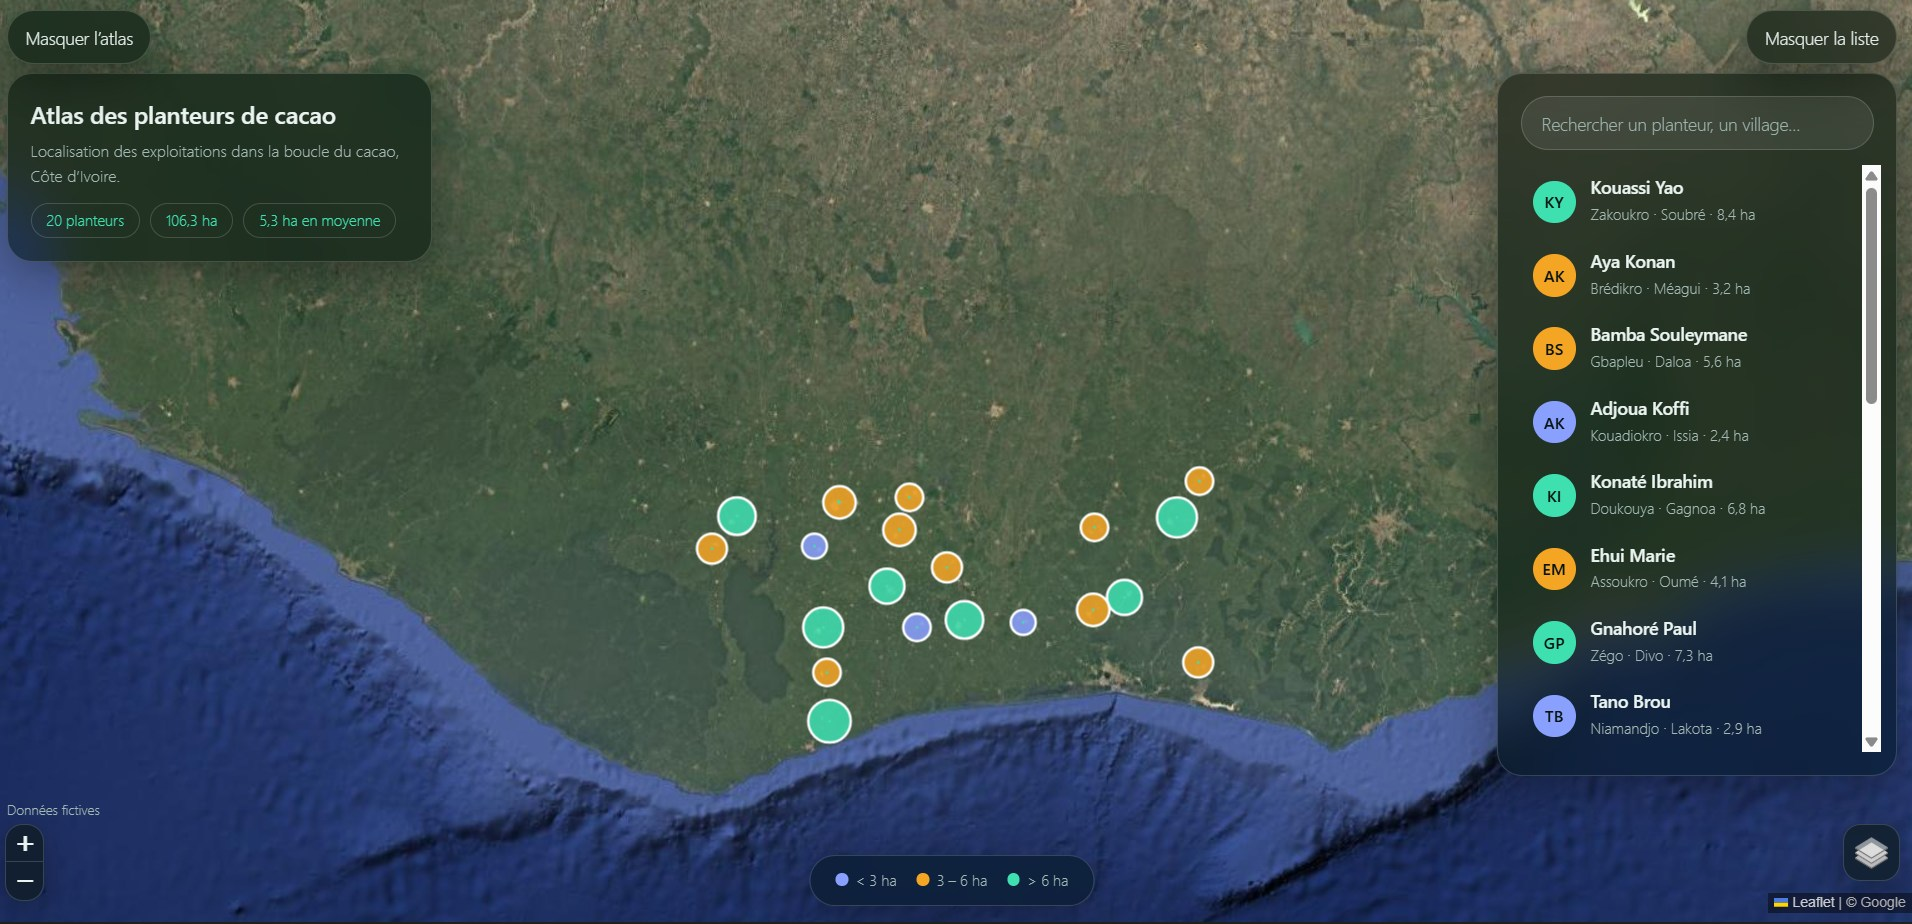 Masquer l’atlas
Atlas des planteurs de cacao
Localisation des exploitations dans la boucle du cacao,
Côte d’Ivoire.
20 planteurs
106,3 ha
5,3 ha en moyenne
Masquer la liste
Rechercher un planteur, un village...
KY
Kouassi Yao
Zakoukro · Soubré · 8,4 ha
AK
Aya Konan
Brédikro · Méagui · 3,2 ha
BS
Bamba Souleymane
Gbapleu · Daloa · 5,6 ha
AK
Adjoua Koffi
Kouadiokro · Issia · 2,4 ha
KI
Konaté Ibrahim
Doukouya · Gagnoa · 6,8 ha
EM
Ehui Marie
Assoukro · Oumé · 4,1 ha
GP
Gnahoré Paul
Zégo · Divo · 7,3 ha
TB
Tano Brou
Niamandjo · Lakota · 2,9 ha
Données fictives
+
−
< 3 ha
3 – 6 ha
> 6 ha
Leaflet | © Google